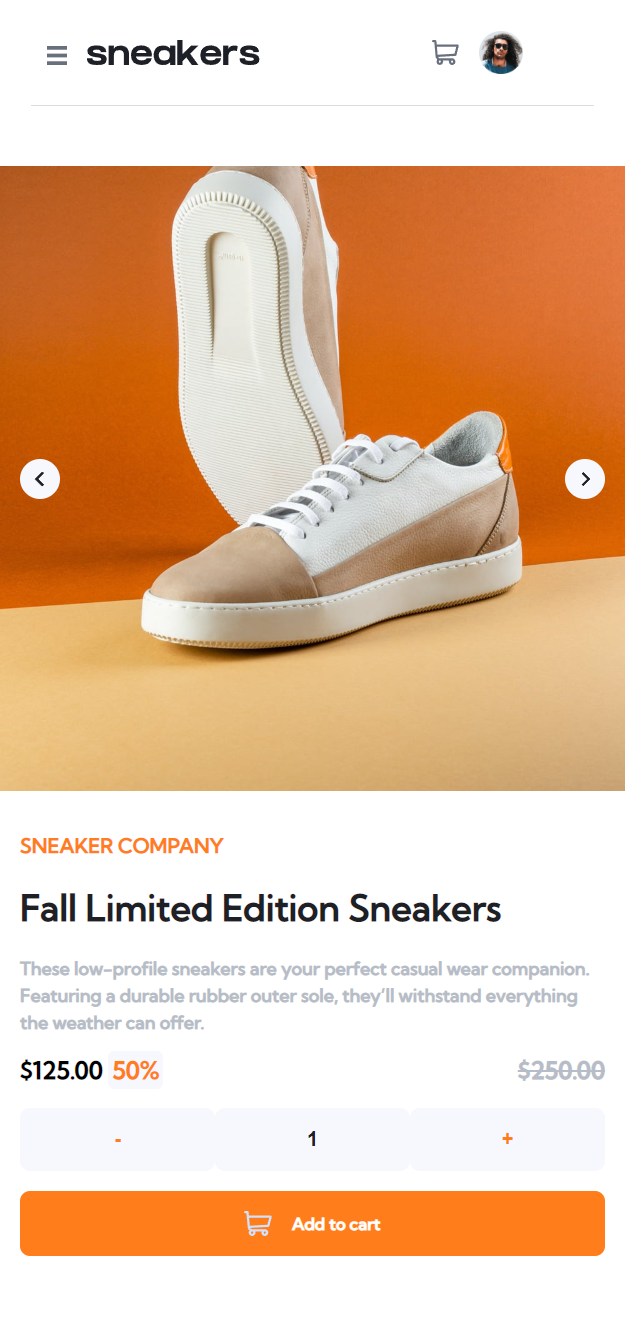 sneakers
SNEAKER COMPANY
Fall Limited Edition Sneakers
These low-profile sneakers are your perfect casual wear companion.
Featuring a durable rubber outer sole, they’ll withstand everything
the weather can offer.
$125.00 50% $250.00
- 1 +
Add to cart